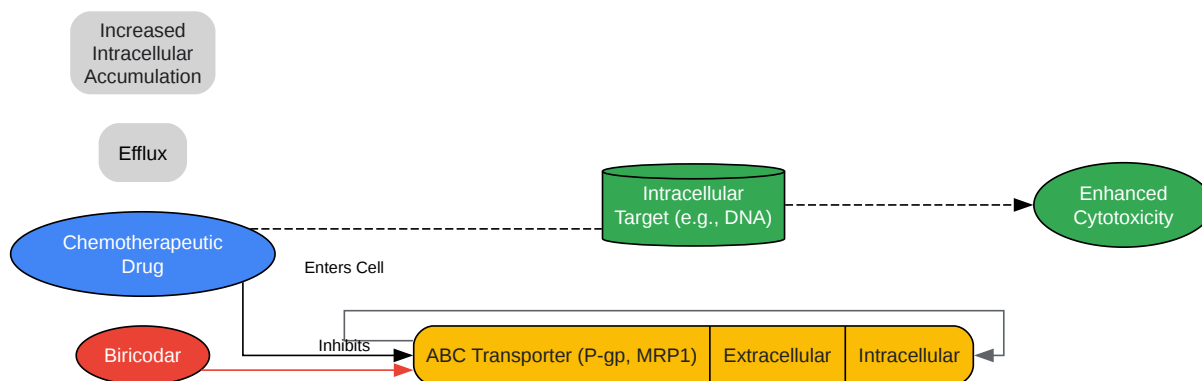 Increased
Intracellular
Accumulation
Efflux
Chemotherapeutic
Drug
Intracellular
Target (e.g., DNA)
Enhanced
Cytotoxicity
Enters Cell
Biricodar
Inhibits
ABC Transporter (P-gp, MRP1)
Extracellular
Intracellular